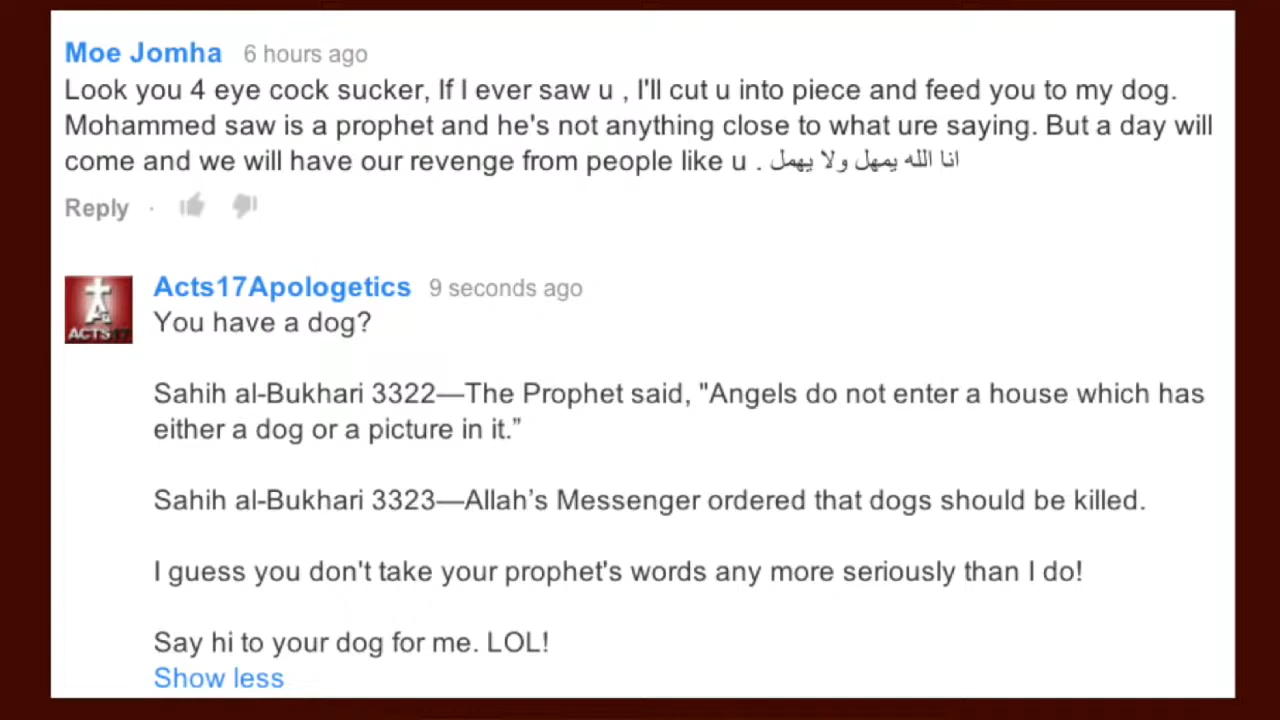 Moe Jomha 6 hours ago
Look you 4 eye cock sucker, If I ever saw u , I'll cut u into piece and feed you to my dog.
Mohammed saw is a prophet and he's not anything close to what ure saying. But a day will
come and we will have our revenge from people like u . انا الله يمهل ولا يهمل
Reply ·
ACTS 17
Acts17Apologetics 9 seconds ago
You have a dog?
Sahih al-Bukhari 3322—The Prophet said, "Angels do not enter a house which has
either a dog or a picture in it.”
Sahih al-Bukhari 3323—Allah’s Messenger ordered that dogs should be killed.
I guess you don't take your prophet's words any more seriously than I do!
Say hi to your dog for me. LOL!
Show less